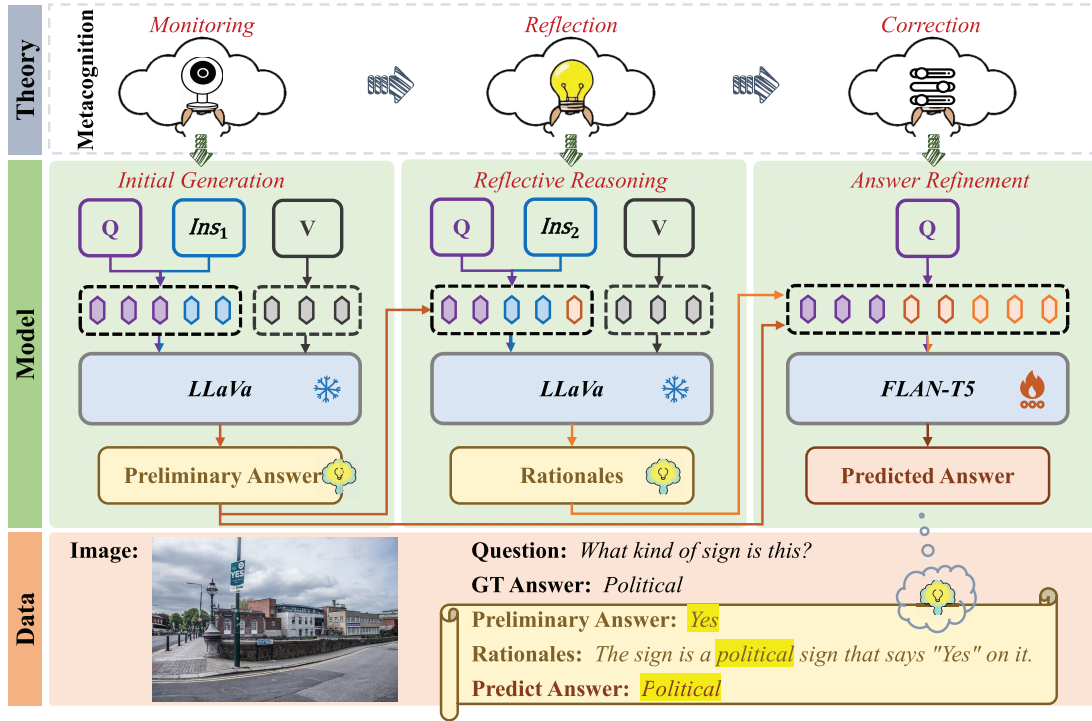 Theory
Metacognition
Monitoring
Reflection
Correction
Model
Initial Generation
Reflective Reasoning
Answer Refinement
Q
Ins₁
V
Q
Ins₂
V
Q
LLaVa
LLaVa
FLAN-T5
Preliminary Answer
Rationales
Predicted Answer
Data
Image:
YES
Question: What kind of sign is this?
GT Answer: Political
Preliminary Answer: Yes
Rationales: The sign is a political sign that says "Yes" on it.
Predict Answer: Political